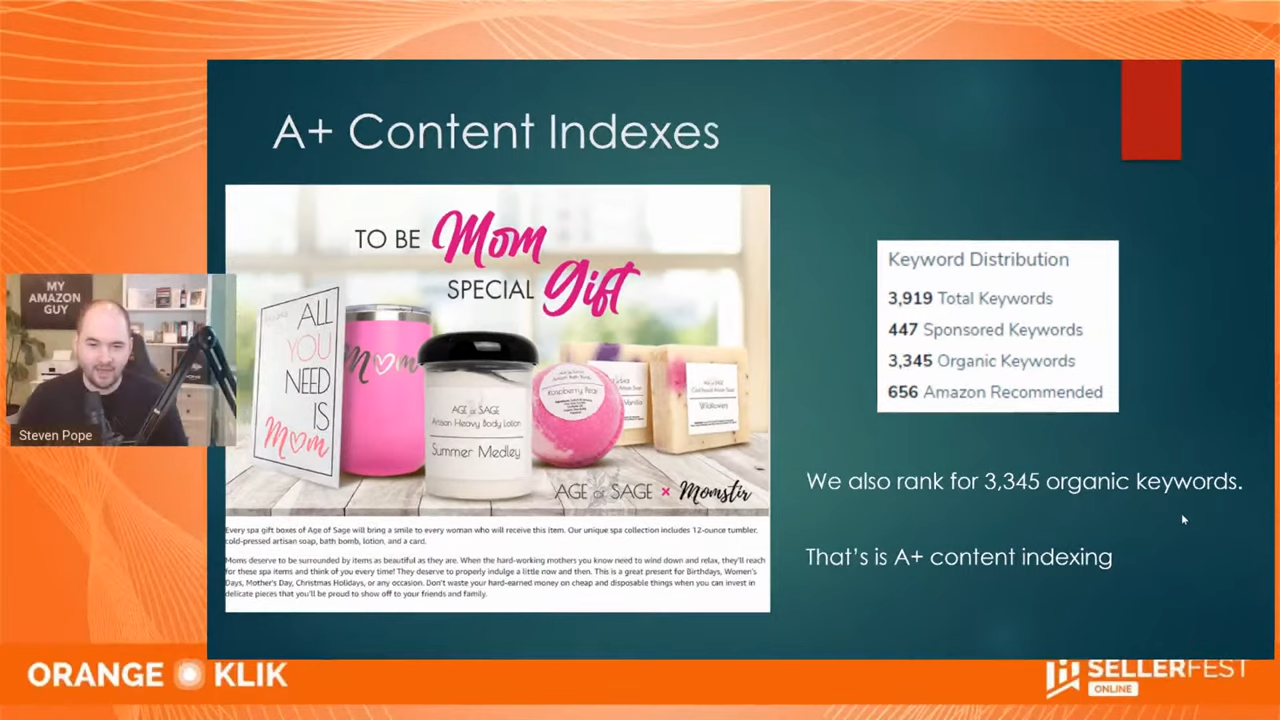 A+ Content Indexes
TO BE Mom
SPECIAL Gift
ALL
YOU
NEED
IS
Mom
Mom
AGE of SAGE
Artisan Heavy Body Lotion
Summer Medley
Raspberry Pear
Vanilla
Wildflowers
AGE of SAGE x Momstir
Every spa gift boxes of Age of Sage will bring a smile to every woman who will receive this item. Our unique spa collection includes 12-ounce tumbler,
cold-pressed artisan soap, bath bomb, lotion, and a card.
Moms deserve to be surrounded by items as beautiful as they are. When the hard-working mothers you know need to wind down and relax, they'll reach
for these spa items and think of you every time! They deserve to properly indulge a little now and then. This is a great present for Birthdays, Women's
Days, Mother's Day, Christmas Holidays, or any occasion. Don't waste your hard-earned money on cheap and disposable things when you can invest in
delicate pieces that you'll be proud to show off to your friends and family.
Keyword Distribution
3,919 Total Keywords
447 Sponsored Keywords
3,345 Organic Keywords
656 Amazon Recommended
We also rank for 3,345 organic keywords.
That's is A+ content indexing
MY
AMAZON
GUY
Steven Pope
ORANGE KLIK
SELLERFEST
ONLINE